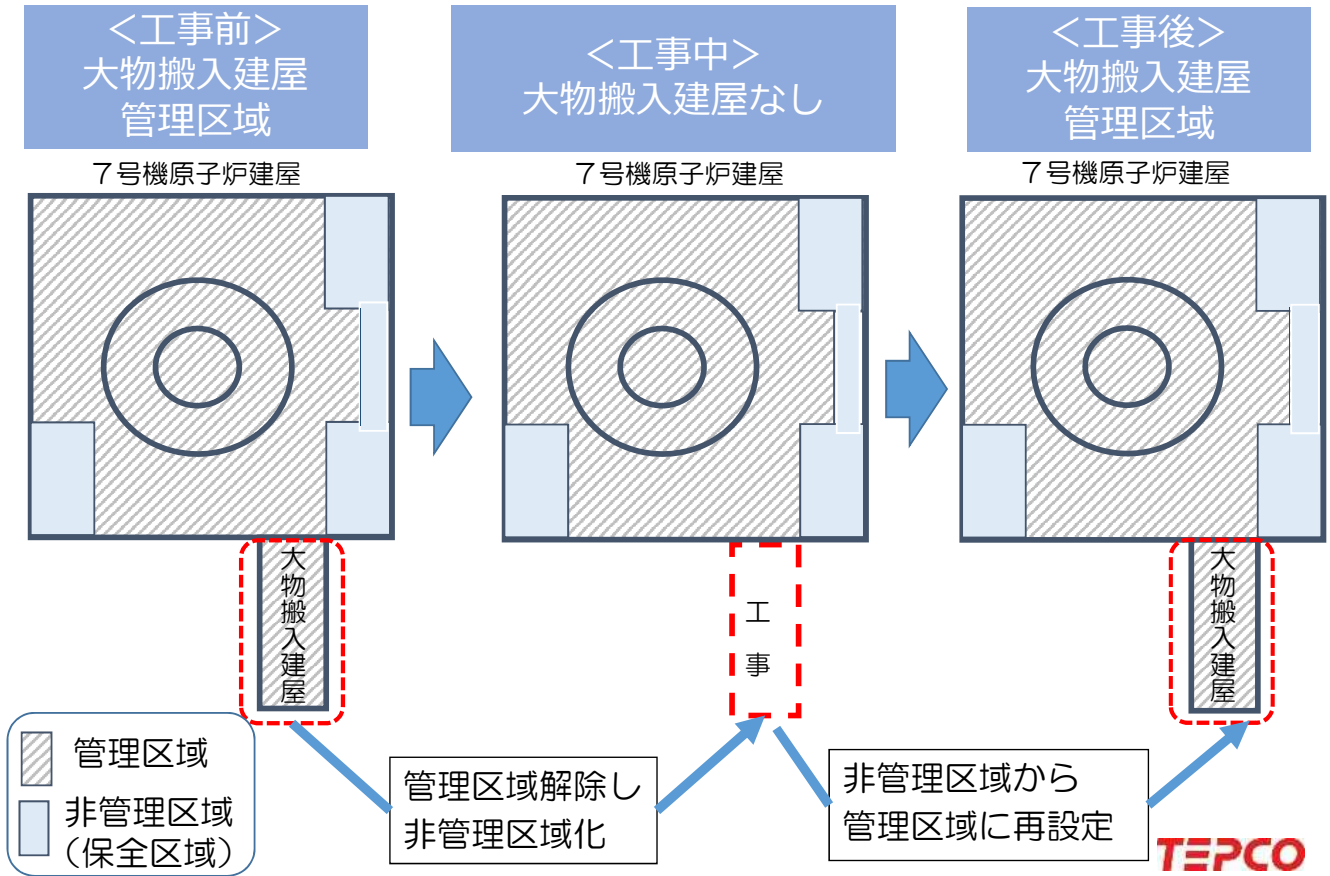 ＜工事前＞
大物搬入建屋
管理区域
＜工事中＞
大物搬入建屋なし
＜工事後＞
大物搬入建屋
管理区域
７号機原子炉建屋
７号機原子炉建屋
７号機原子炉建屋
大物搬入建屋
工事
大物搬入建屋
管理区域
非管理区域
（保全区域）
管理区域解除し
非管理区域化
非管理区域から
管理区域に再設定
TEPCO